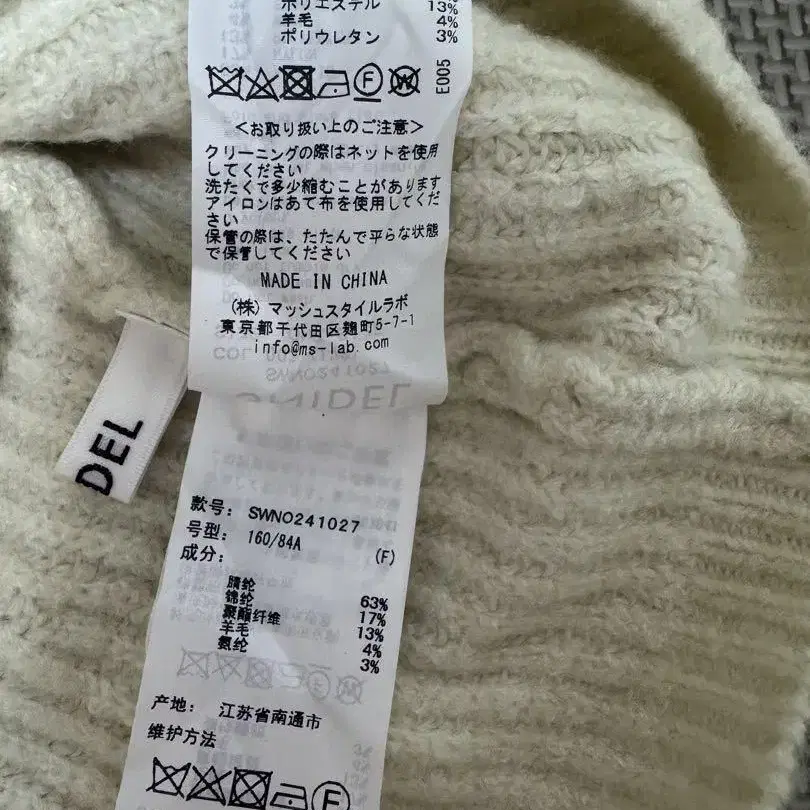 ポリエステル 13%
羊毛 4%
ポリウレタン 3%
F W
E005
<お取り扱い上のご注意>
クリーニングの際はネットを使用
してください
洗たくで多少縮むことがあります
アイロンはあて布を使用してくだ
さい
保管の際は、たたんで平らな状態
で保管してください
MADE IN CHINA
(株) マッシュスタイルラボ
東京都千代田区麹町5-7-1
info@ms-lab.com
DEL
款号: SWNO241027
号型: 160/84A (F)
成分:
腈纶 63%
锦纶 17%
聚酯纤维 13%
羊毛 4%
氨纶 3%
产地: 江苏省南通市
维护方法
F